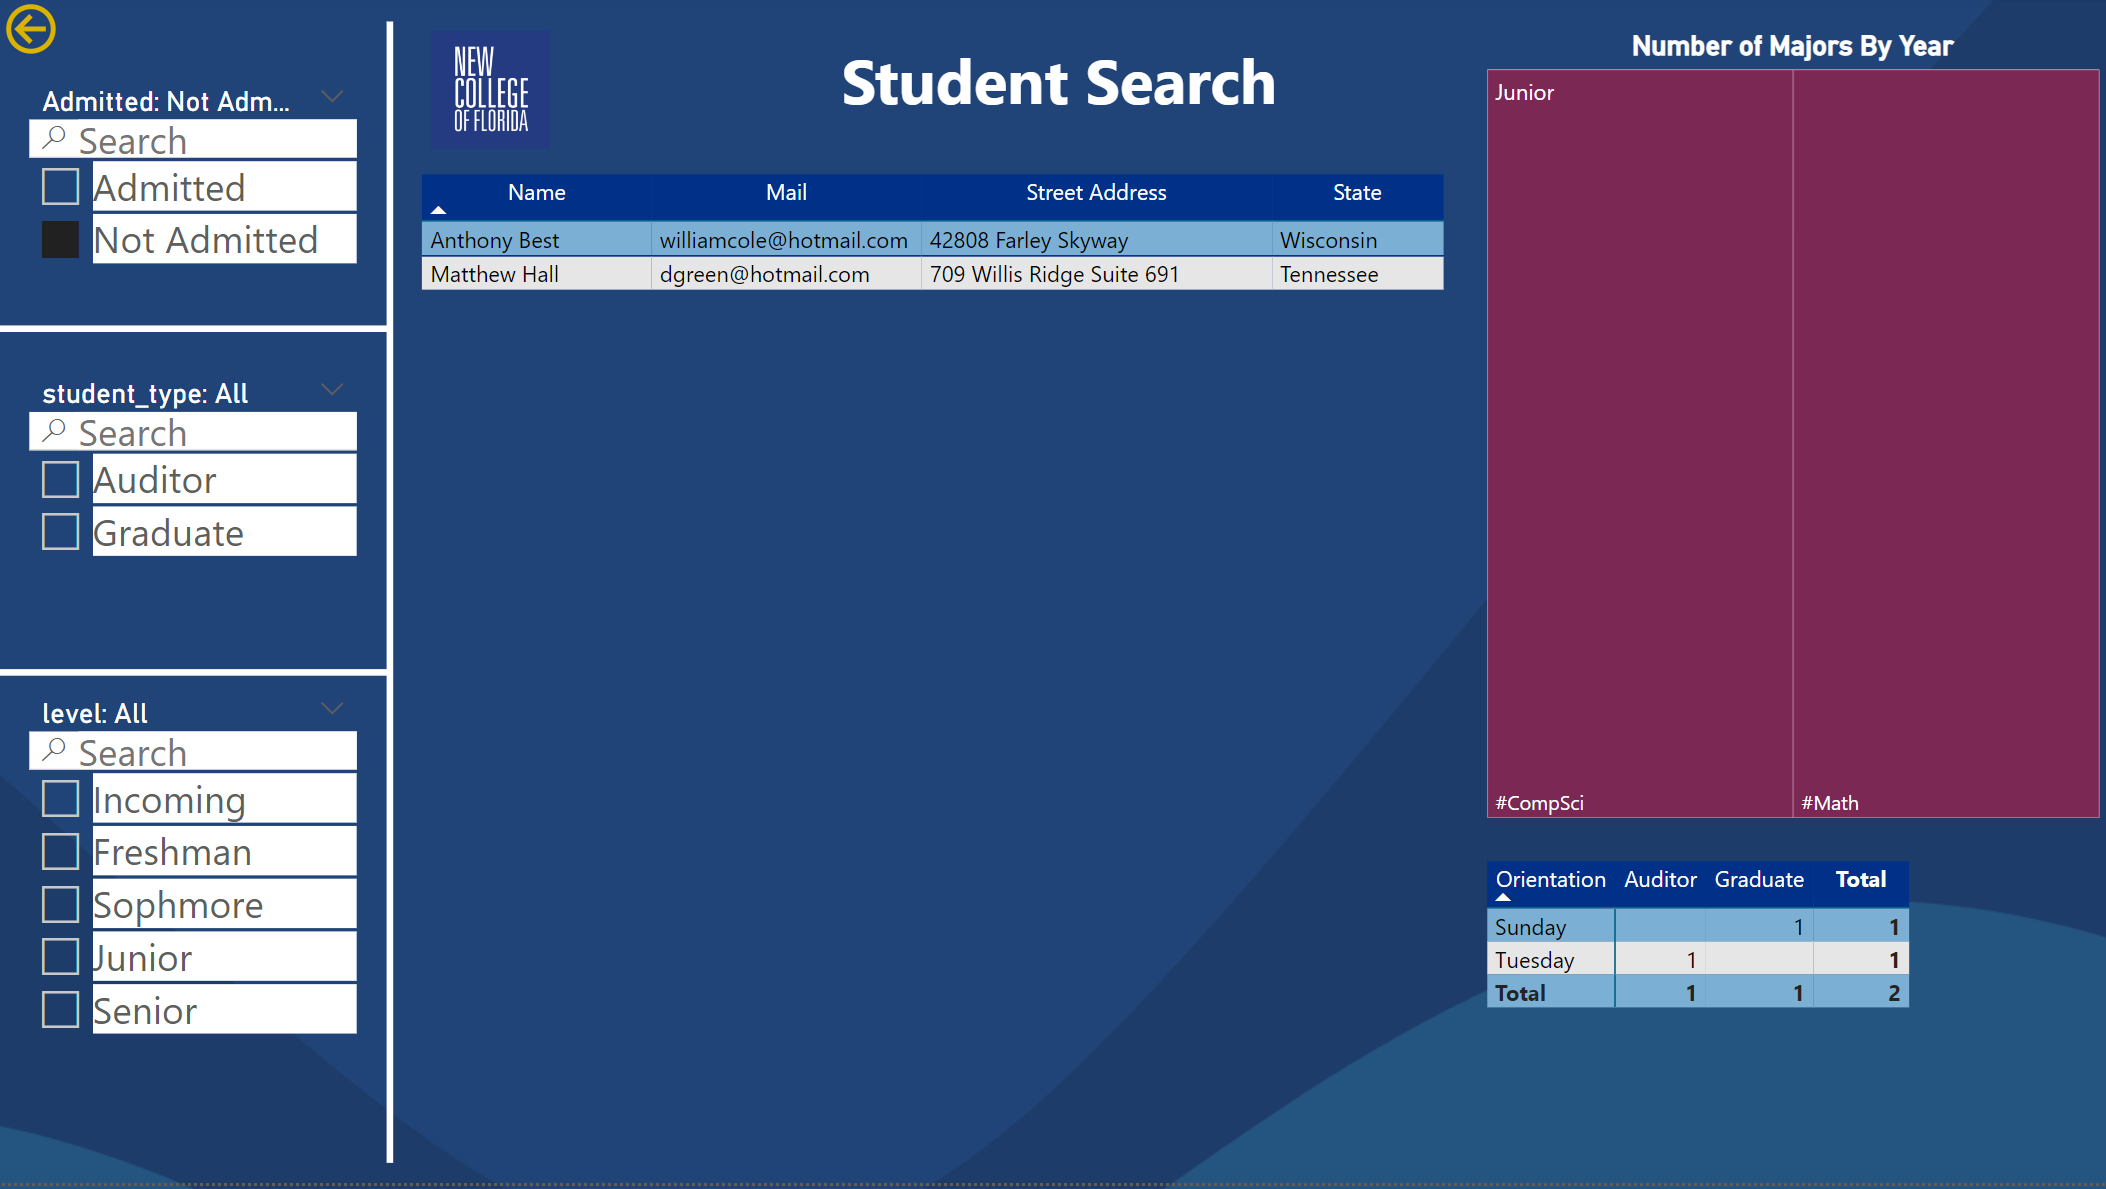 Admitted: Not Adm...
Search
Admitted
Not Admitted
student_type: All
Search
Auditor
Graduate
level: All
Search
Incoming
Freshman
Sophmore
Junior
Senior
NEW
COLLEGE
OF FLORIDA
Student Search
Name Mail Street Address State
Anthony Best williamcole@hotmail.com 42808 Farley Skyway Wisconsin
Matthew Hall dgreen@hotmail.com 709 Willis Ridge Suite 691 Tennessee
Number of Majors By Year
Junior
#CompSci #Math
Orientation Auditor Graduate Total
Sunday 1 1
Tuesday 1 1
Total 1 1 2